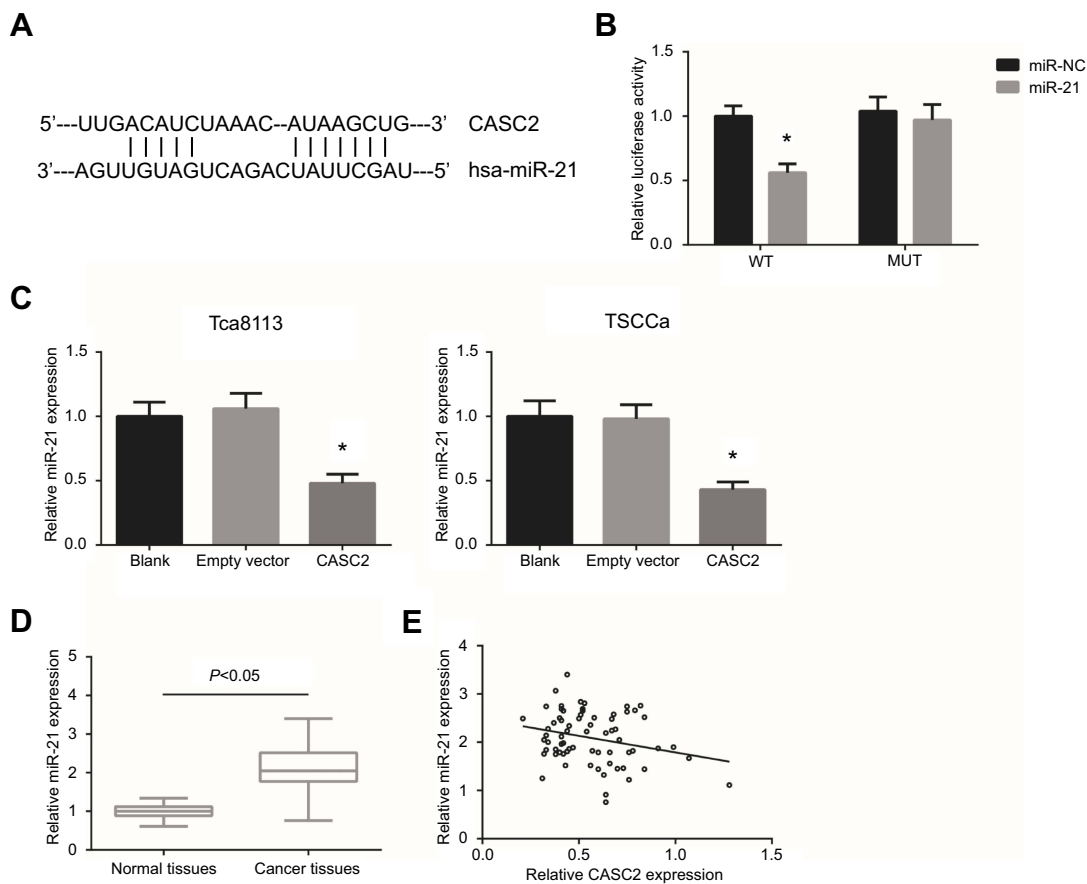 A
5’---UUGACAUCUAAAC--AUAAGCUG---3’ CASC2
3’---AGUUGUAGUCAGACUAUUCGAU---5’ hsa-miR-21
B
Relative luciferase activity
1.5
1.0
0.5
0.0
*
WT
MUT
miR-NC
miR-21
C
Tca8113
Relative miR-21 expression
1.5
1.0
0.5
0.0
*
Blank
Empty vector
CASC2
TSCCa
Relative miR-21 expression
1.5
1.0
0.5
0.0
*
Blank
Empty vector
CASC2
D
Relative miR-21 expression
5
4
3
2
1
0
P<0.05
Normal tissues
Cancer tissues
E
Relative miR-21 expression
4
3
2
1
0
0.0
0.5
1.0
1.5
Relative CASC2 expression